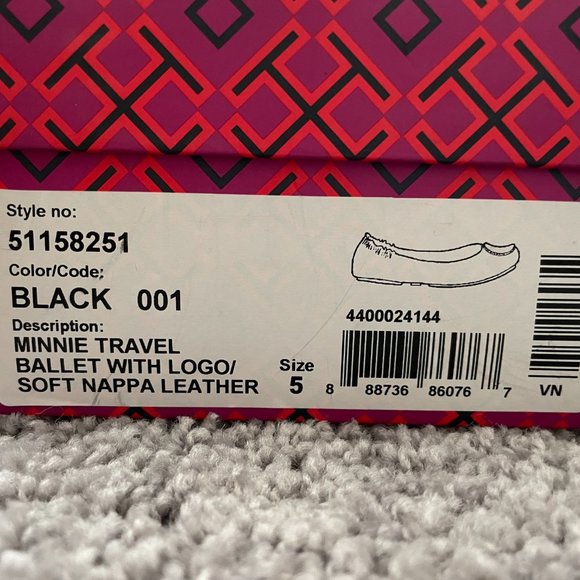 Style no:
51158251
Color/Code:
BLACK 001
Description:
MINNIE TRAVEL
BALLET WITH LOGO/
SOFT NAPPA LEATHER
Size
5
4400024144
8 88736 86076 7
VN